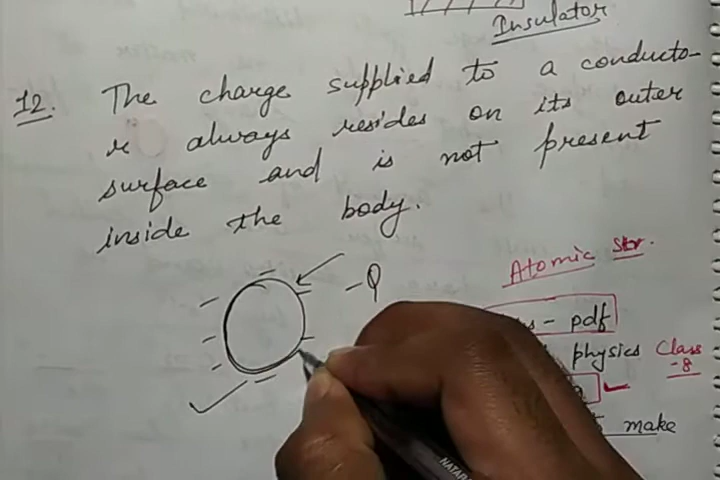 Insulator
12. The charge supplied to a conducto-
r always resides on its outer
surface and is not present
inside the body.
Atomic Str.
-Q
- pdf
physics Class
-8
make
NATAR